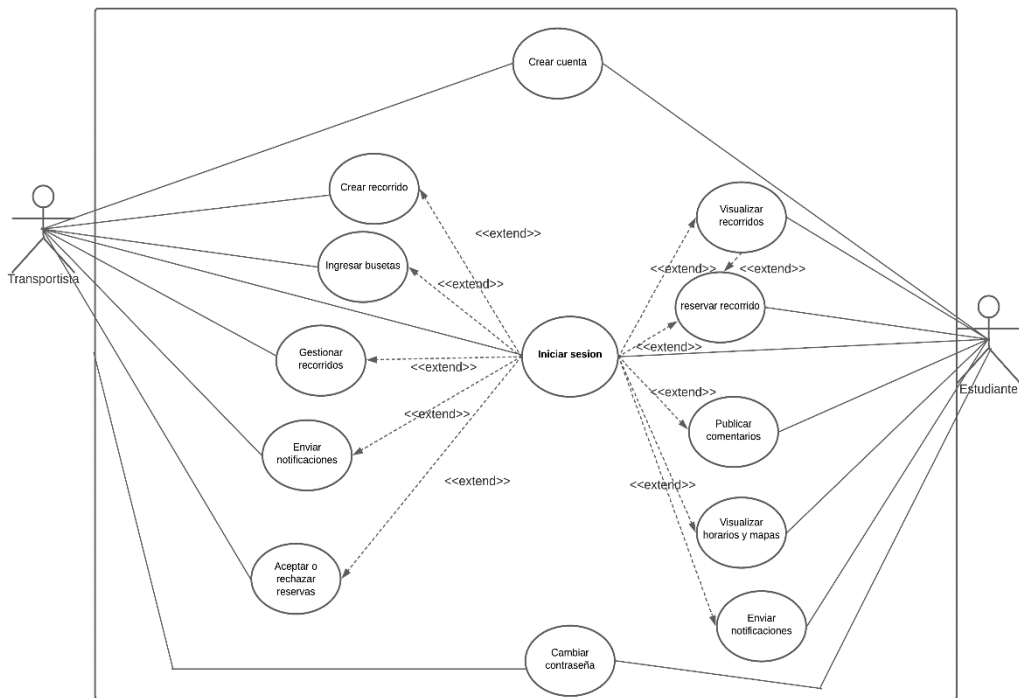 Crear cuenta
Crear recorrido
Visualizar
recorridos
<<extend>>
Transportista
Ingresar busetas
<<extend>>
<<extend>>
<<extend>>
reservar recorrido
Iniciar sesion
<<extend>>
Gestionar
recorridos
<<extend>>
Estudiante
<<extend>>
<<extend>>
Publicar
comentarios
Enviar
notificaciones
<<extend>>
<<extend>>
Visualizar
horarios y mapas
Aceptar o
rechazar
reservas
Enviar
notificaciones
Cambiar
contraseña